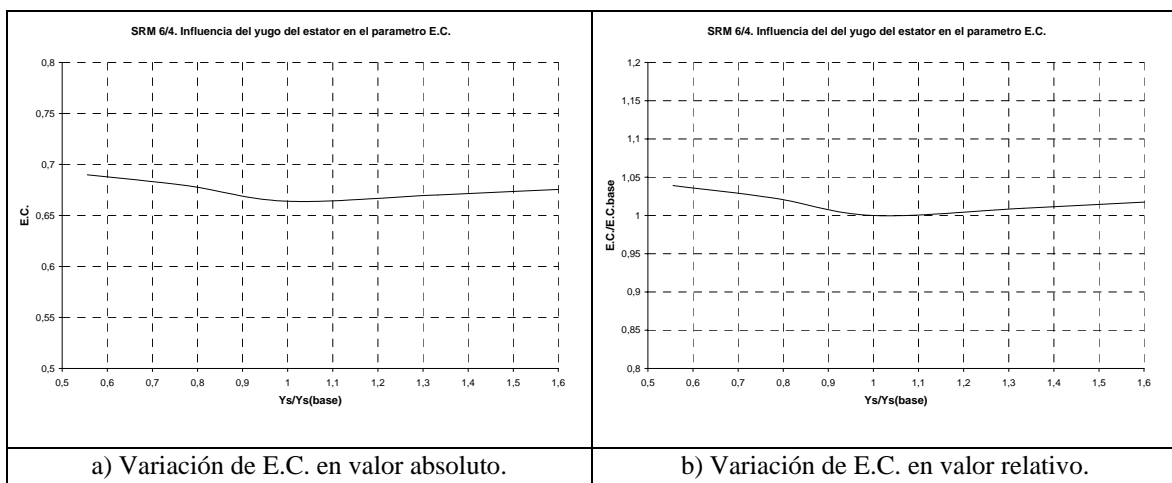 SRM 6/4. Influencia del yugo del estator en el parametro E.C.
0,8
0,75
0,7
0,65
0,6
0,55
0,5
E.C.
0,5 0,6 0,7 0,8 0,9 1 1,1 1,2 1,3 1,4 1,5 1,6
Ys/Ys(base)
a) Variación de E.C. en valor absoluto.
SRM 6/4. Influencia del del yugo del estator en el parametro E.C.
1,2
1,15
1,1
1,05
1
0,95
0,9
0,85
0,8
E.C./E.C.base
0,5 0,6 0,7 0,8 0,9 1 1,1 1,2 1,3 1,4 1,5 1,6
Ys/Ys(base)
b) Variación de E.C. en valor relativo.